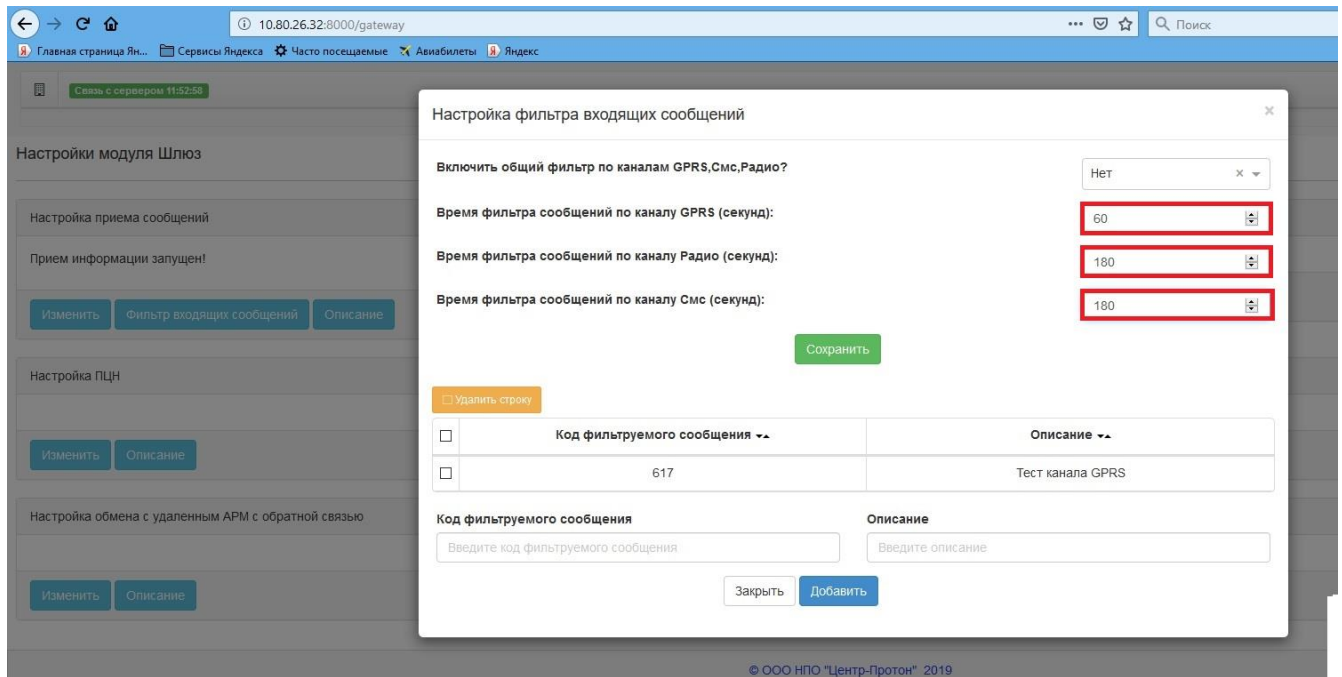 10.80.26.32:8000/gateway
Поиск
Главная страница Ян... Сервисы Яндекса Часто посещаемые Авиабилеты Яндекс
Связь с сервером 11:52:58
Настройки модуля Шлюз
Настройка приема сообщений
Прием информации запущен!
Изменить Фильтр входящих сообщений Описание
Настройка ПЦН
Изменить Описание
Настройка обмена с удаленным АРМ с обратной связью
Изменить Описание
Настройка фильтра входящих сообщений ×
Включить общий фильтр по каналам GPRS,Смс,Радио? Нет ×
Время фильтра сообщений по каналу GPRS (секунд): 60
Время фильтра сообщений по каналу Радио (секунд): 180
Время фильтра сообщений по каналу Смс (секунд): 180
Сохранить
Удалить строку
Код фильтруемого сообщения Описание
617 Тест канала GPRS
Код фильтруемого сообщения Описание
Введите код фильтруемого сообщения Введите описание
Закрыть Добавить
© ООО НПО "Центр-Протон" 2019